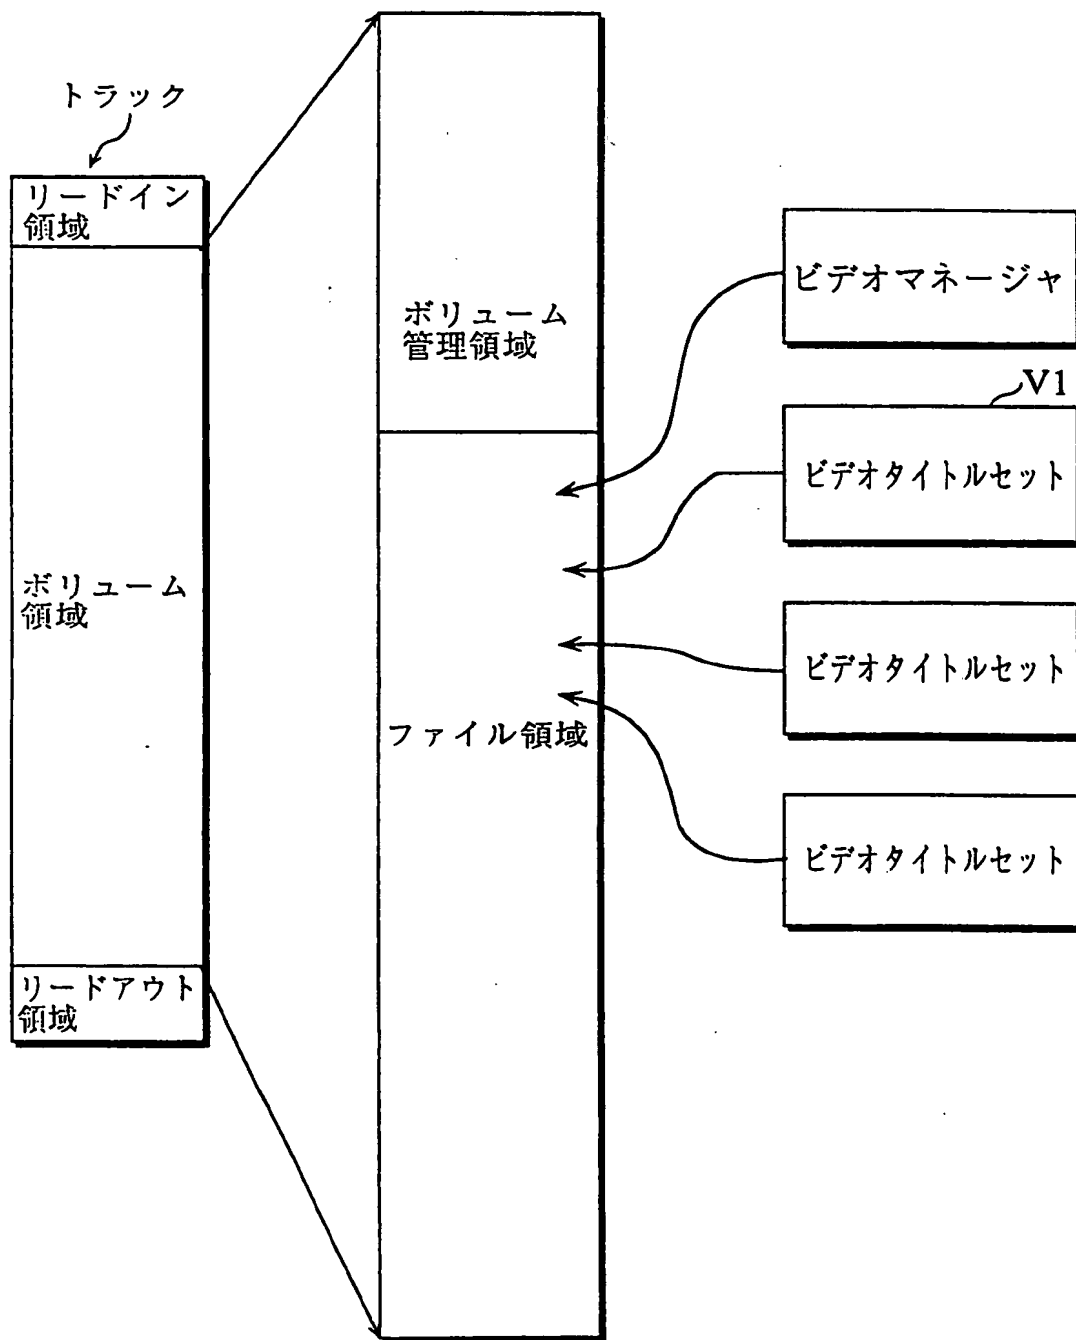 トラック
リードイン
領域
ボリューム
領域
リードアウト
領域
ボリューム
管理領域
ファイル領域
ビデオマネージャ
V1
ビデオタイトルセット
ビデオタイトルセット
ビデオタイトルセット